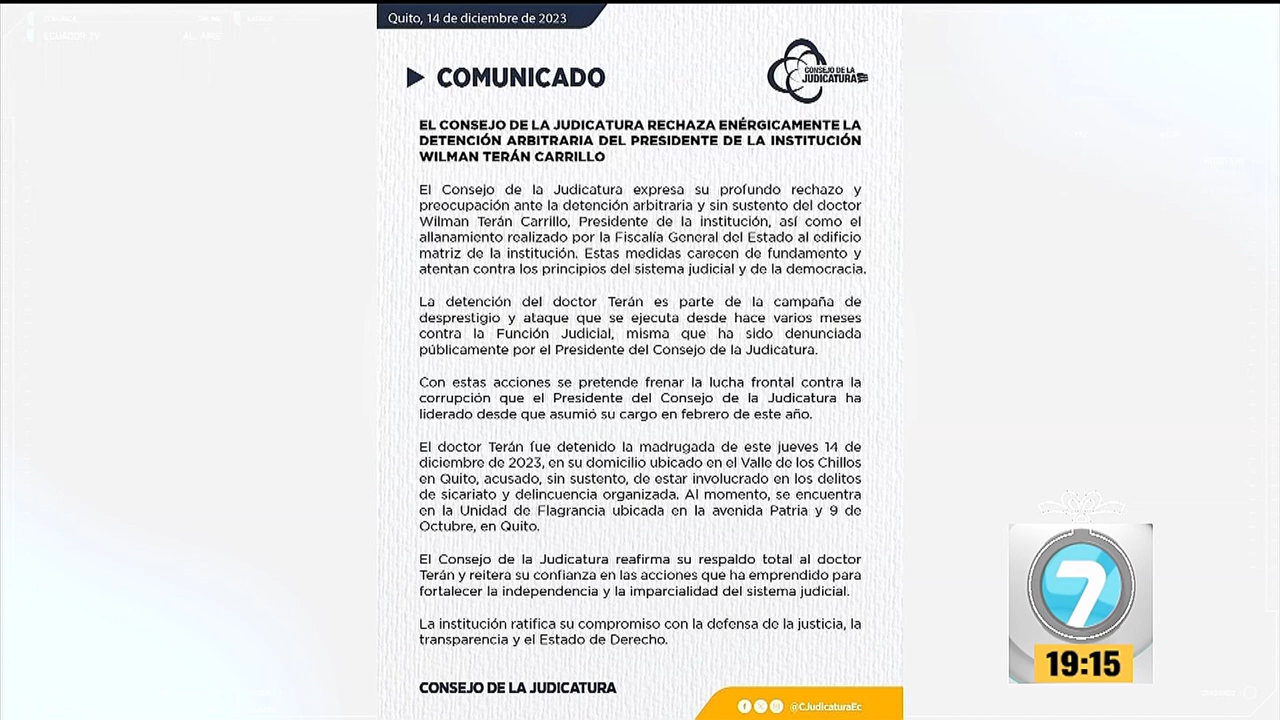 Quito, 14 de diciembre de 2023
COMUNICADO
CONSEJO DE LA
JUDICATURA
EL CONSEJO DE LA JUDICATURA RECHAZA ENÉRGICAMENTE LA
DETENCIÓN ARBITRARIA DEL PRESIDENTE DE LA INSTITUCIÓN
WILMAN TERÁN CARRILLO
El Consejo de la Judicatura expresa su profundo rechazo y
preocupación ante la detención arbitraria y sin sustento del doctor
Wilman Terán Carrillo, Presidente de la institución, así como el
allanamiento realizado por la Fiscalía General del Estado al edificio
matriz de la institución. Estas medidas carecen de fundamento y
atentan contra los principios del sistema judicial y de la democracia.
La detención del doctor Terán es parte de la campaña de
desprestigio y ataque que se ejecuta desde hace varios meses
contra la Función Judicial, misma que ha sido denunciada
públicamente por el Presidente del Consejo de la Judicatura.
Con estas acciones se pretende frenar la lucha frontal contra la
corrupción que el Presidente del Consejo de la Judicatura ha
liderado desde que asumió su cargo en febrero de este año.
El doctor Terán fue detenido la madrugada de este jueves 14 de
diciembre de 2023, en su domicilio ubicado en el Valle de los Chillos
en Quito, acusado, sin sustento, de estar involucrado en los delitos
de sicariato y delincuencia organizada. Al momento, se encuentra
en la Unidad de Flagrancia ubicada en la avenida Patria y 9 de
Octubre, en Quito.
El Consejo de la Judicatura reafirma su respaldo total al doctor
Terán y reitera su confianza en las acciones que ha emprendido para
fortalecer la independencia y la imparcialidad del sistema judicial.
La institución ratifica su compromiso con la defensa de la justicia, la
transparencia y el Estado de Derecho.
CONSEJO DE LA JUDICATURA
@CJudicaturaEc
7
19:15
ECUADOR TV
AL AIRE